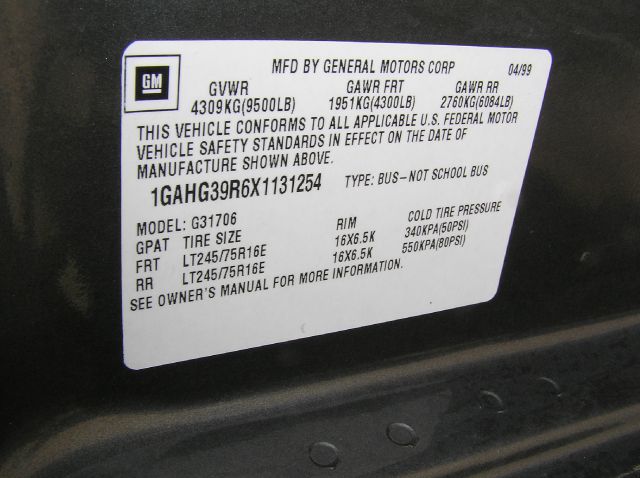 MFD BY GENERAL MOTORS CORP 04/99
GM
GVWR GAWR FRT GAWR RR
4309KG(9500LB) 1951KG(4300LB) 2760KG(6084LB)
THIS VEHICLE CONFORMS TO ALL APPLICABLE U.S. FEDERAL MOTOR
VEHICLE SAFETY STANDARDS IN EFFECT ON THE DATE OF
MANUFACTURE SHOWN ABOVE.
1GAHG39R6X1131254 TYPE: BUS-NOT SCHOOL BUS
MODEL: G31706
GPAT TIRE SIZE RIM COLD TIRE PRESSURE
FRT LT245/75R16E 16X6.5K 340KPA(50PSI)
RR LT245/75R16E 16X6.5K 550KPA(80PSI)
SEE OWNER'S MANUAL FOR MORE INFORMATION.